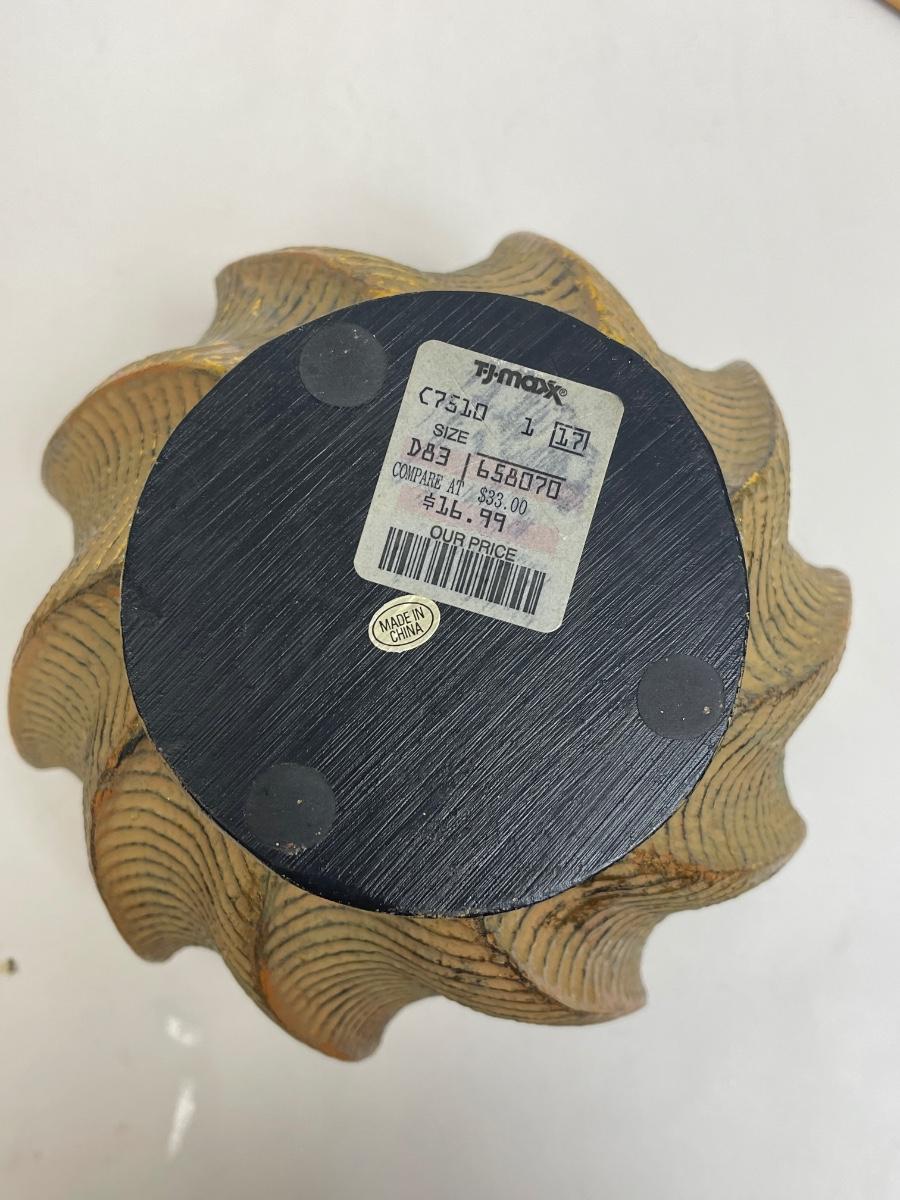 T·J·maxx®
C7510 1 17
SIZE
D83 658070
COMPARE AT $33.00
$16.99
OUR PRICE
MADE IN
CHINA